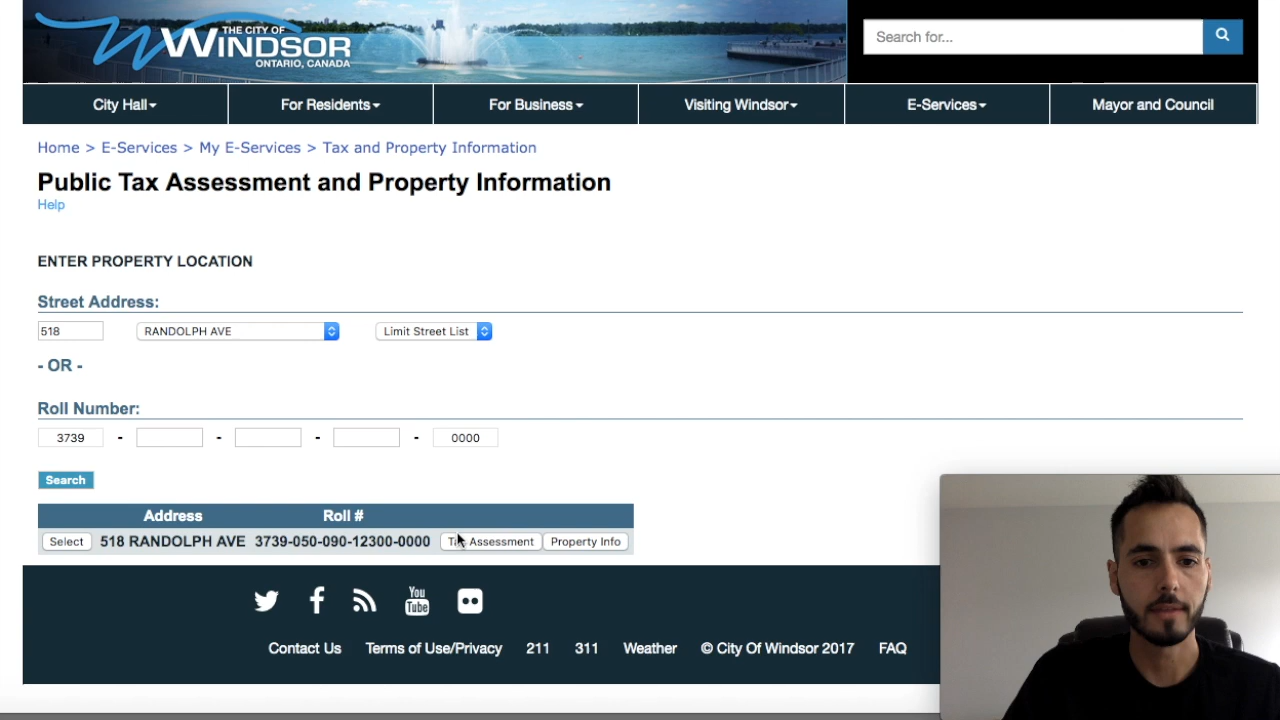 THE CITY OF
WINDSOR
ONTARIO, CANADA
Search for...
City Hall
For Residents
For Business
Visiting Windsor
E-Services
Mayor and Council
Home > E-Services > My E-Services > Tax and Property Information
Public Tax Assessment and Property Information
Help
ENTER PROPERTY LOCATION
Street Address:
518 RANDOLPH AVE Limit Street List
- OR -
Roll Number:
3739 - - - - 0000
Search
Address Roll #
Select 518 RANDOLPH AVE 3739-050-090-12300-0000 Tax Assessment Property Info
You
Tube
Contact Us Terms of Use/Privacy 211 311 Weather © City Of Windsor 2017 FAQ